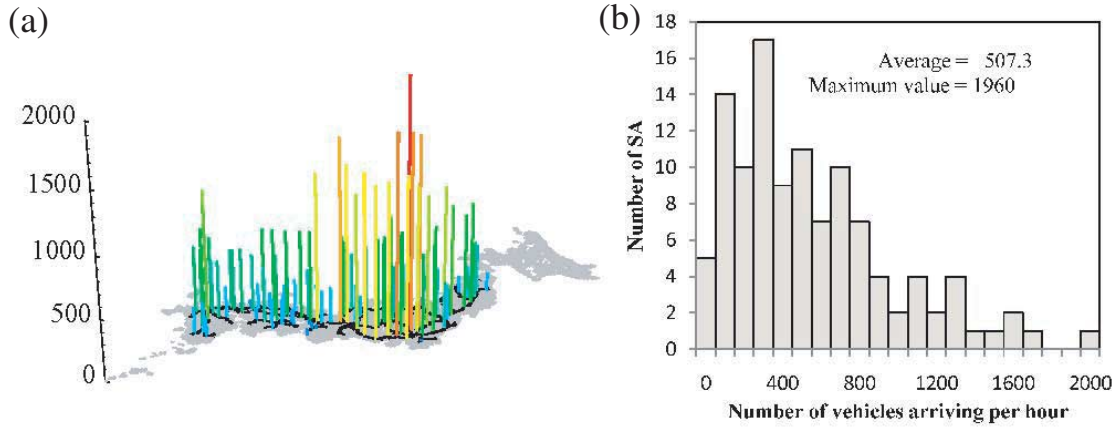 (a)
2000
1500
1000
500
0
(b)
18
16
14
12
10
8
6
4
2
0
Number of SA
Average = 507.3
Maximum value = 1960
0 400 800 1200 1600 2000
Number of vehicles arriving per hour